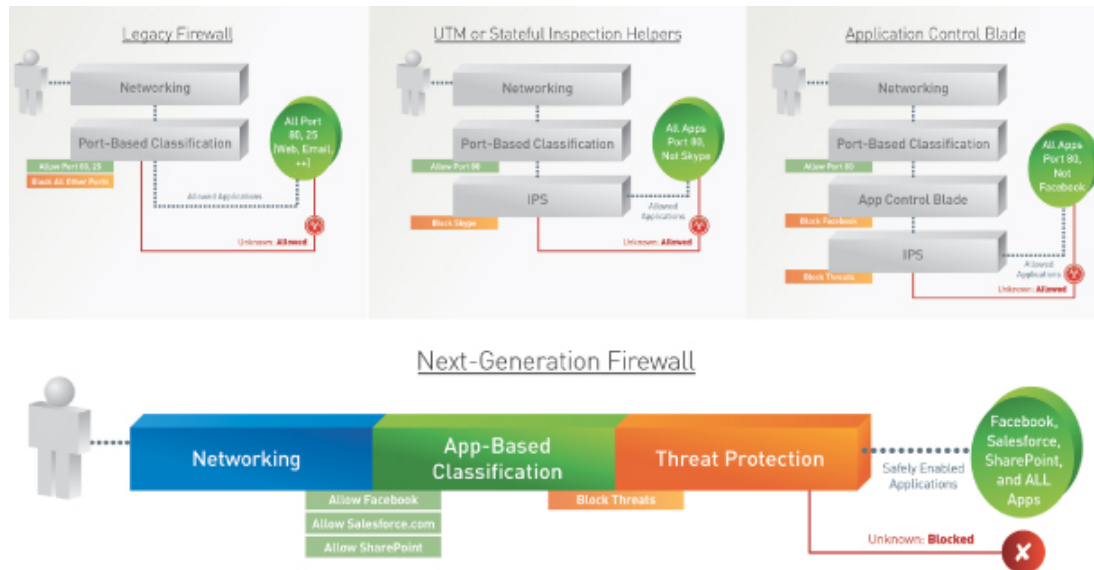 Legacy Firewall
Networking
Port-Based Classification
Allow Port 80, 25
Block All Other Ports
All Port
80, 25
[Web, Email,
++]
Allowed Applications
Unknown: Allowed
UTM or Stateful Inspection Helpers
Networking
Port-Based Classification
Allow Port 80
IPS
Block Skype
All Apps
Port 80,
Not Skype
Allowed
Applications
Unknown: Allowed
Application Control Blade
Networking
Port-Based Classification
Allow Port 80
App Control Blade
Block Facebook
IPS
Block Threats
All Apps
Port 80,
Not
Facebook
Allowed
Applications
Unknown: Allowed
Next-Generation Firewall
Networking
App-Based
Classification
Threat Protection
Allow Facebook
Allow Salesforce.com
Allow SharePoint
Block Threats
Safely Enabled
Applications
Facebook,
Salesforce,
SharePoint,
and ALL
Apps
Unknown: Blocked